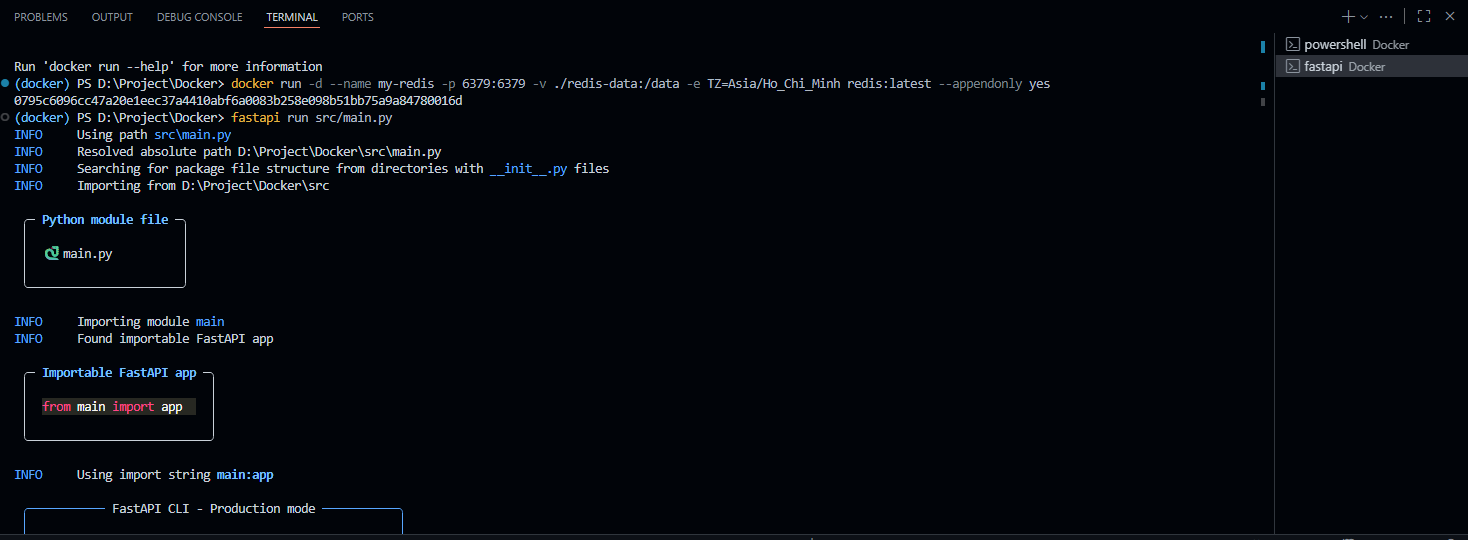 PROBLEMS OUTPUT DEBUG CONSOLE TERMINAL PORTS
powershell Docker
fastapi Docker
Run 'docker run --help' for more information
(docker) PS D:\Project\Docker> docker run -d --name my-redis -p 6379:6379 -v ./redis-data:/data -e TZ=Asia/Ho_Chi_Minh redis:latest --appendonly yes
0795c6096cc47a20e1eec37a4410abf6a0083b258e098b51bb75a9a84780016d
(docker) PS D:\Project\Docker> fastapi run src/main.py
INFO Using path src\main.py
INFO Resolved absolute path D:\Project\Docker\src\main.py
INFO Searching for package file structure from directories with __init__.py files
INFO Importing from D:\Project\Docker\src
Python module file
main.py
INFO Importing module main
INFO Found importable FastAPI app
Importable FastAPI app
from main import app
INFO Using import string main:app
FastAPI CLI - Production mode